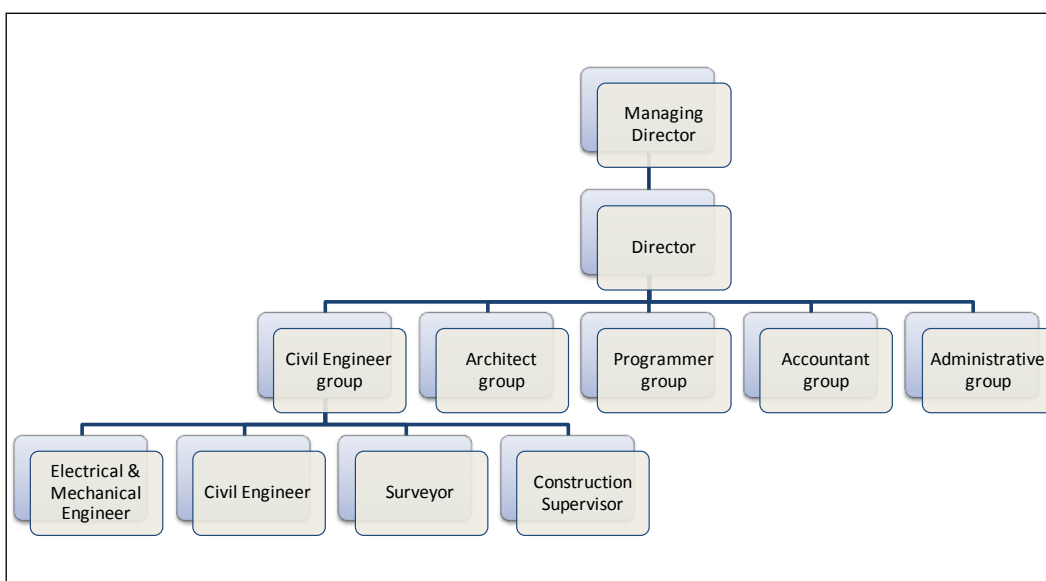 Managing
Director
Director
Civil Engineer
group
Architect
group
Programmer
group
Accountant
group
Administrative
group
Electrical &
Mechanical
Engineer
Civil Engineer
Surveyor
Construction
Supervisor